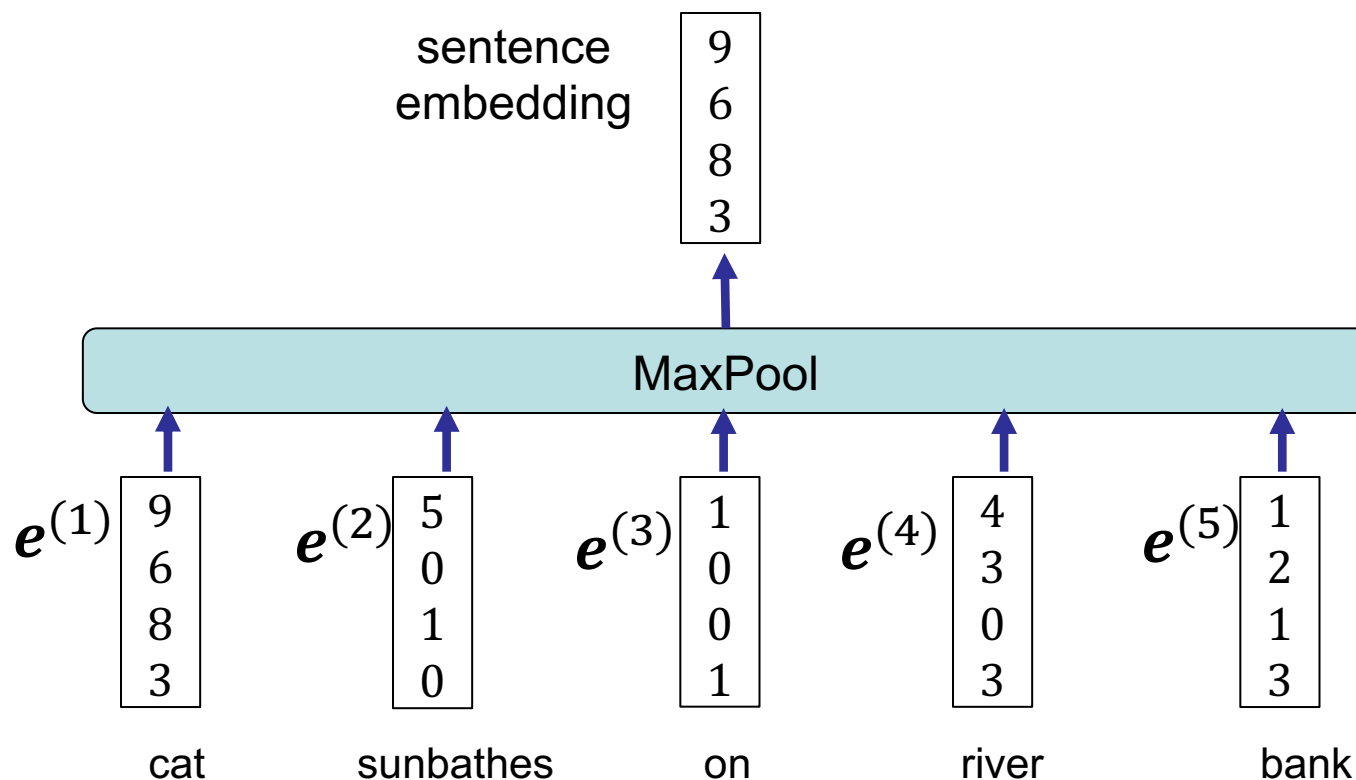 sentence
embedding
9
6
8
3
MaxPool
e^(1)
9
6
8
3
e^(2)
5
0
1
0
e^(3)
1
0
0
1
e^(4)
4
3
0
3
e^(5)
1
2
1
3
cat sunbathes on river bank